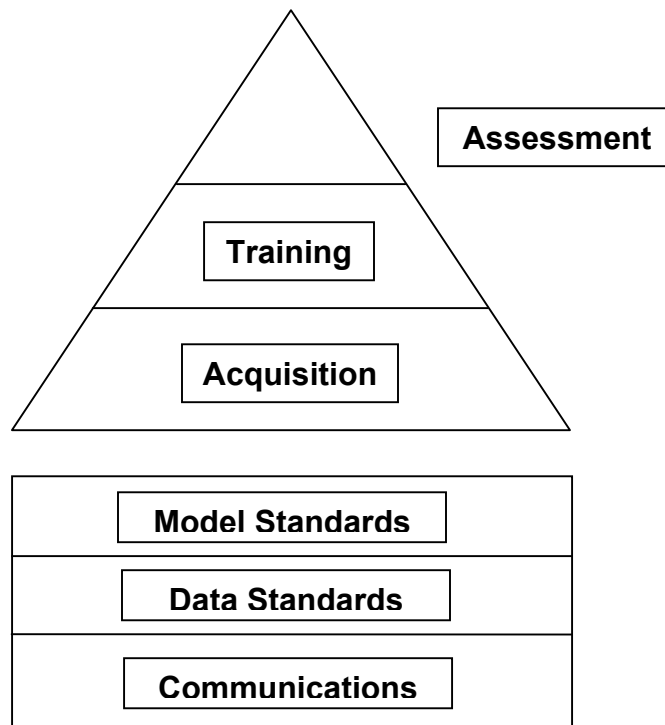 Assessment
Training
Acquisition
Model Standards
Data Standards
Communications